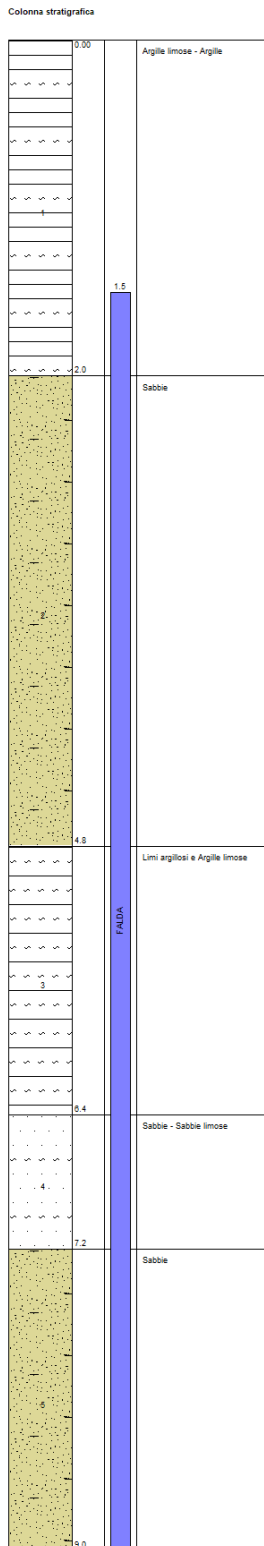 Colonna stratigrafica
0.00
Argille limose - Argille
1
1.5
2.0
Sabbie
2
4.8
Limi argillosi e Argille limose
FALDA
3
6.4
Sabbie - Sabbie limose
4
7.2
Sabbie
5
9.0